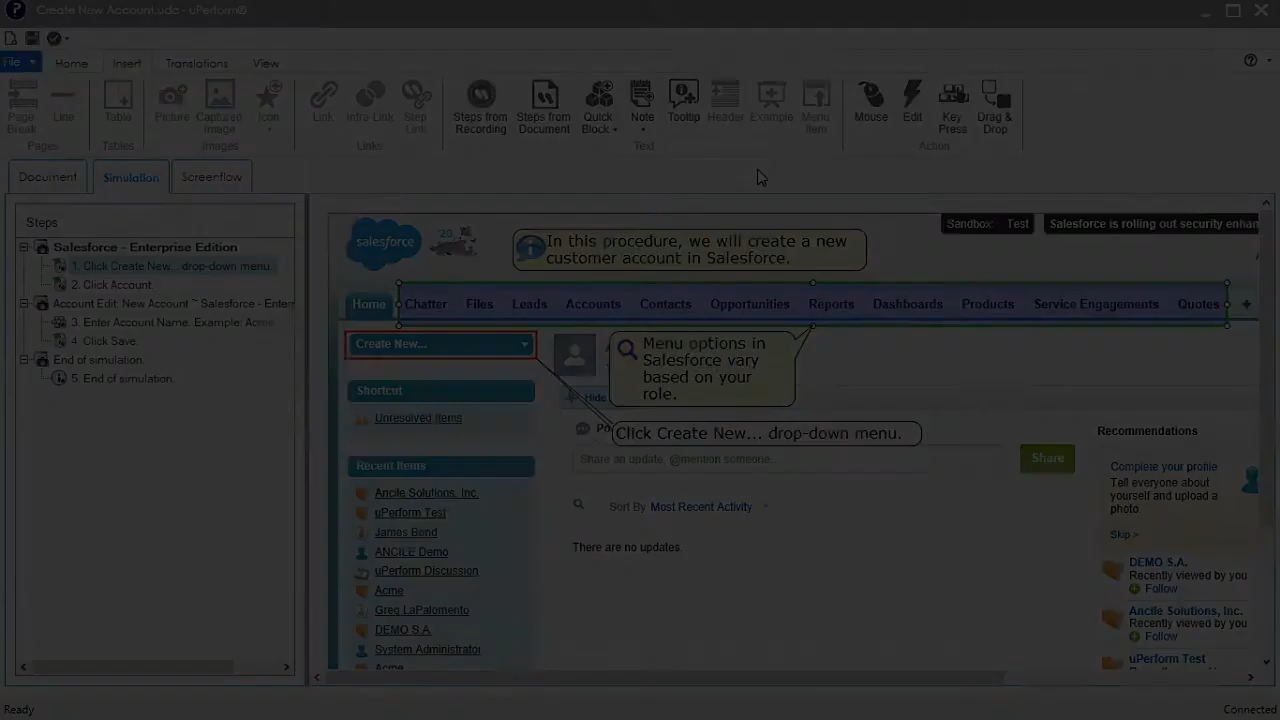 Create New Account.udc - uPerform®
File Home Insert Translations View
Page Break Line Table Picture Captured Image Icon Link Infra-Link Step Link Steps from Recording Steps from Document Quick Block Note Tooltip Header Example Menu Item Mouse Edit Key Press Drag & Drop
Pages Tables Images Links Text Action
Document Simulation Screenflow
Steps
Salesforce - Enterprise Edition
1. Click Create New... drop-down menu.
2. Click Account.
Account Edit: New Account ~ Salesforce - Enter
3. Enter Account Name. Example: Acme
4. Click Save.
End of simulation.
5. End of simulation.
salesforce
20
Sandbox: Test
Salesforce is rolling out security enhan
In this procedure, we will create a new
customer account in Salesforce.
Home Chatter Files Leads Accounts Contacts Opportunities Reports Dashboards Products Service Engagements Quotes +
Create New...
Menu options in
Salesforce vary
based on your
role.
Hide
Click Create New... drop-down menu.
Po
Share an update, @mention someone...
Share
Sort By Most Recent Activity
There are no updates.
Shortcut
Unresolved Items
Recent Items
Ancile Solutions, Inc.
uPerform Test
James Bond
ANCILE Demo
uPerform Discussion
Acme
Greg LaPalomento
DEMO S.A.
System Administrator
Acme
Recommendations
Complete your profile
Tell everyone about
yourself and upload a
photo.
Skip >
DEMO S.A.
Recently viewed by you
Follow
Ancile Solutions, Inc.
Recently viewed by you
Follow
uPerform Test
Ready
Connected